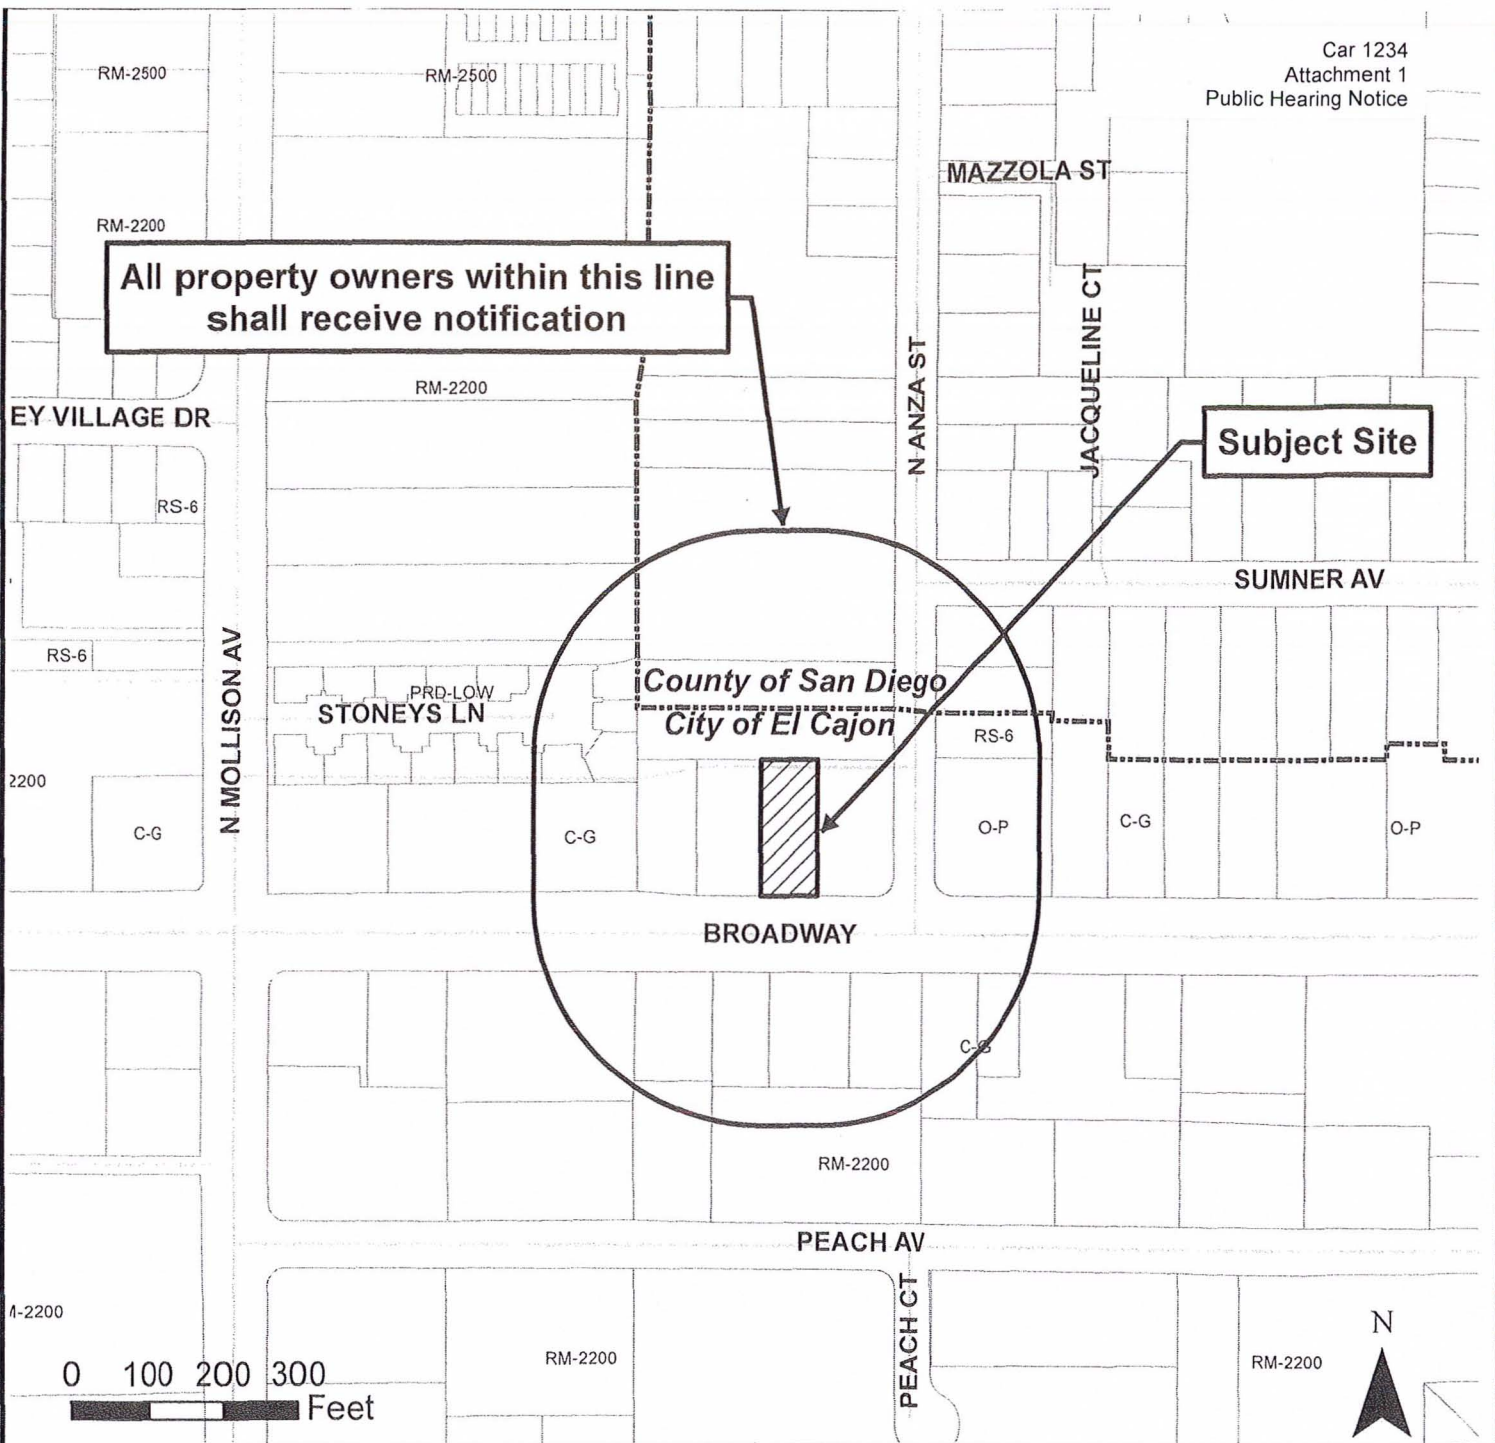 Car 1234
Attachment 1
Public Hearing Notice
RM-2500
RM-2500
MAZZOLA ST
RM-2200
All property owners within this line
shall receive notification
JACQUELINE CT
N ANZA ST
RM-2200
EY VILLAGE DR
Subject Site
RS-6
SUMNER AV
RS-6
N MOLLISON AV
PRD-LOW
STONEYS LN
County of San Diego
City of El Cajon
RS-6
2200
C-G
C-G
O-P
C-G
O-P
BROADWAY
C-G
RM-2200
PEACH AV
PEACH CT
-2200
RM-2200
RM-2200
N
0 100 200 300
Feet